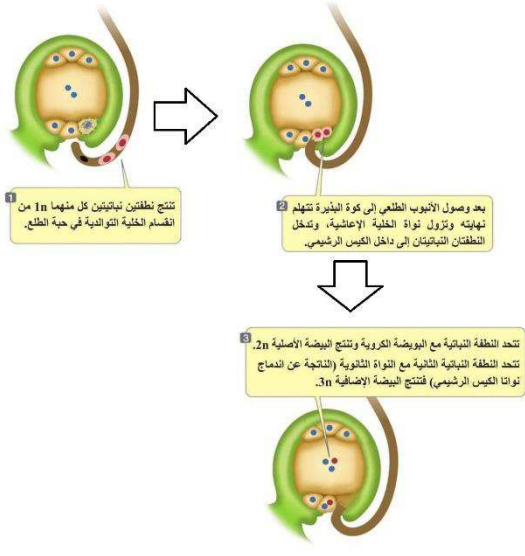 1
تنتج نطفتين نباتيتين كل منهما 1n من
انقسام الخلية التوالدية في حبة الطلع.
2
بعد وصول الأنبوب الطلعي إلى كوة البذيرة تتهلم
نهايته وتزول نواة الخلية الإعاشية، وتدخل
النطفتان النباتيتان إلى داخل الكيس الرشيمي.
3
تتحد النطفة النباتية مع البويضة الكروية وتنتج البيضة الأصلية 2n.
تتحد النطفة النباتية الثانية مع النواة الثانوية (الناتجة عن اندماج
نواتا الكيس الرشيمي) فتنتج البيضة الإضافية 3n.